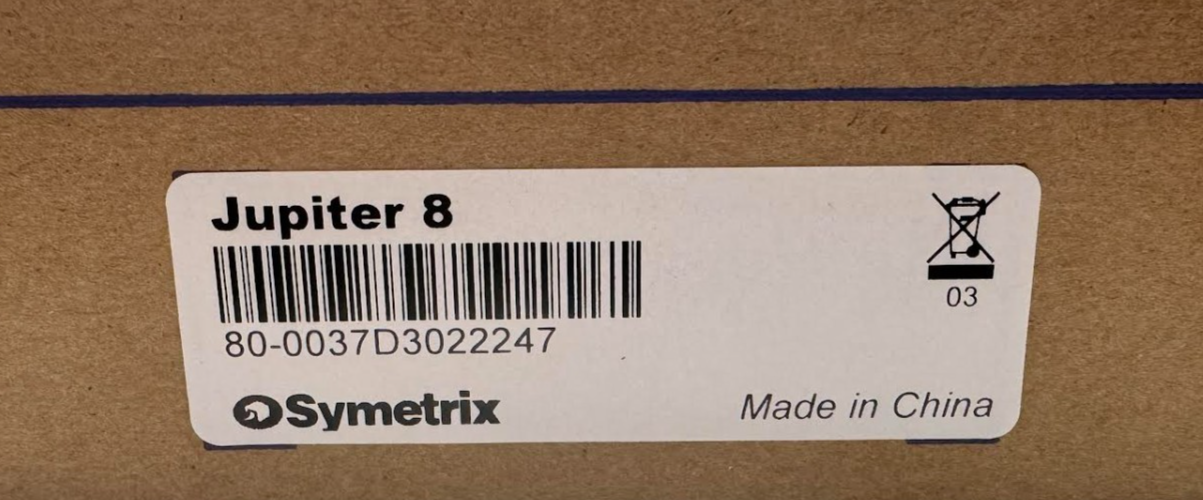 Jupiter 8
80-0037D3022247
03
Symetrix
Made in China